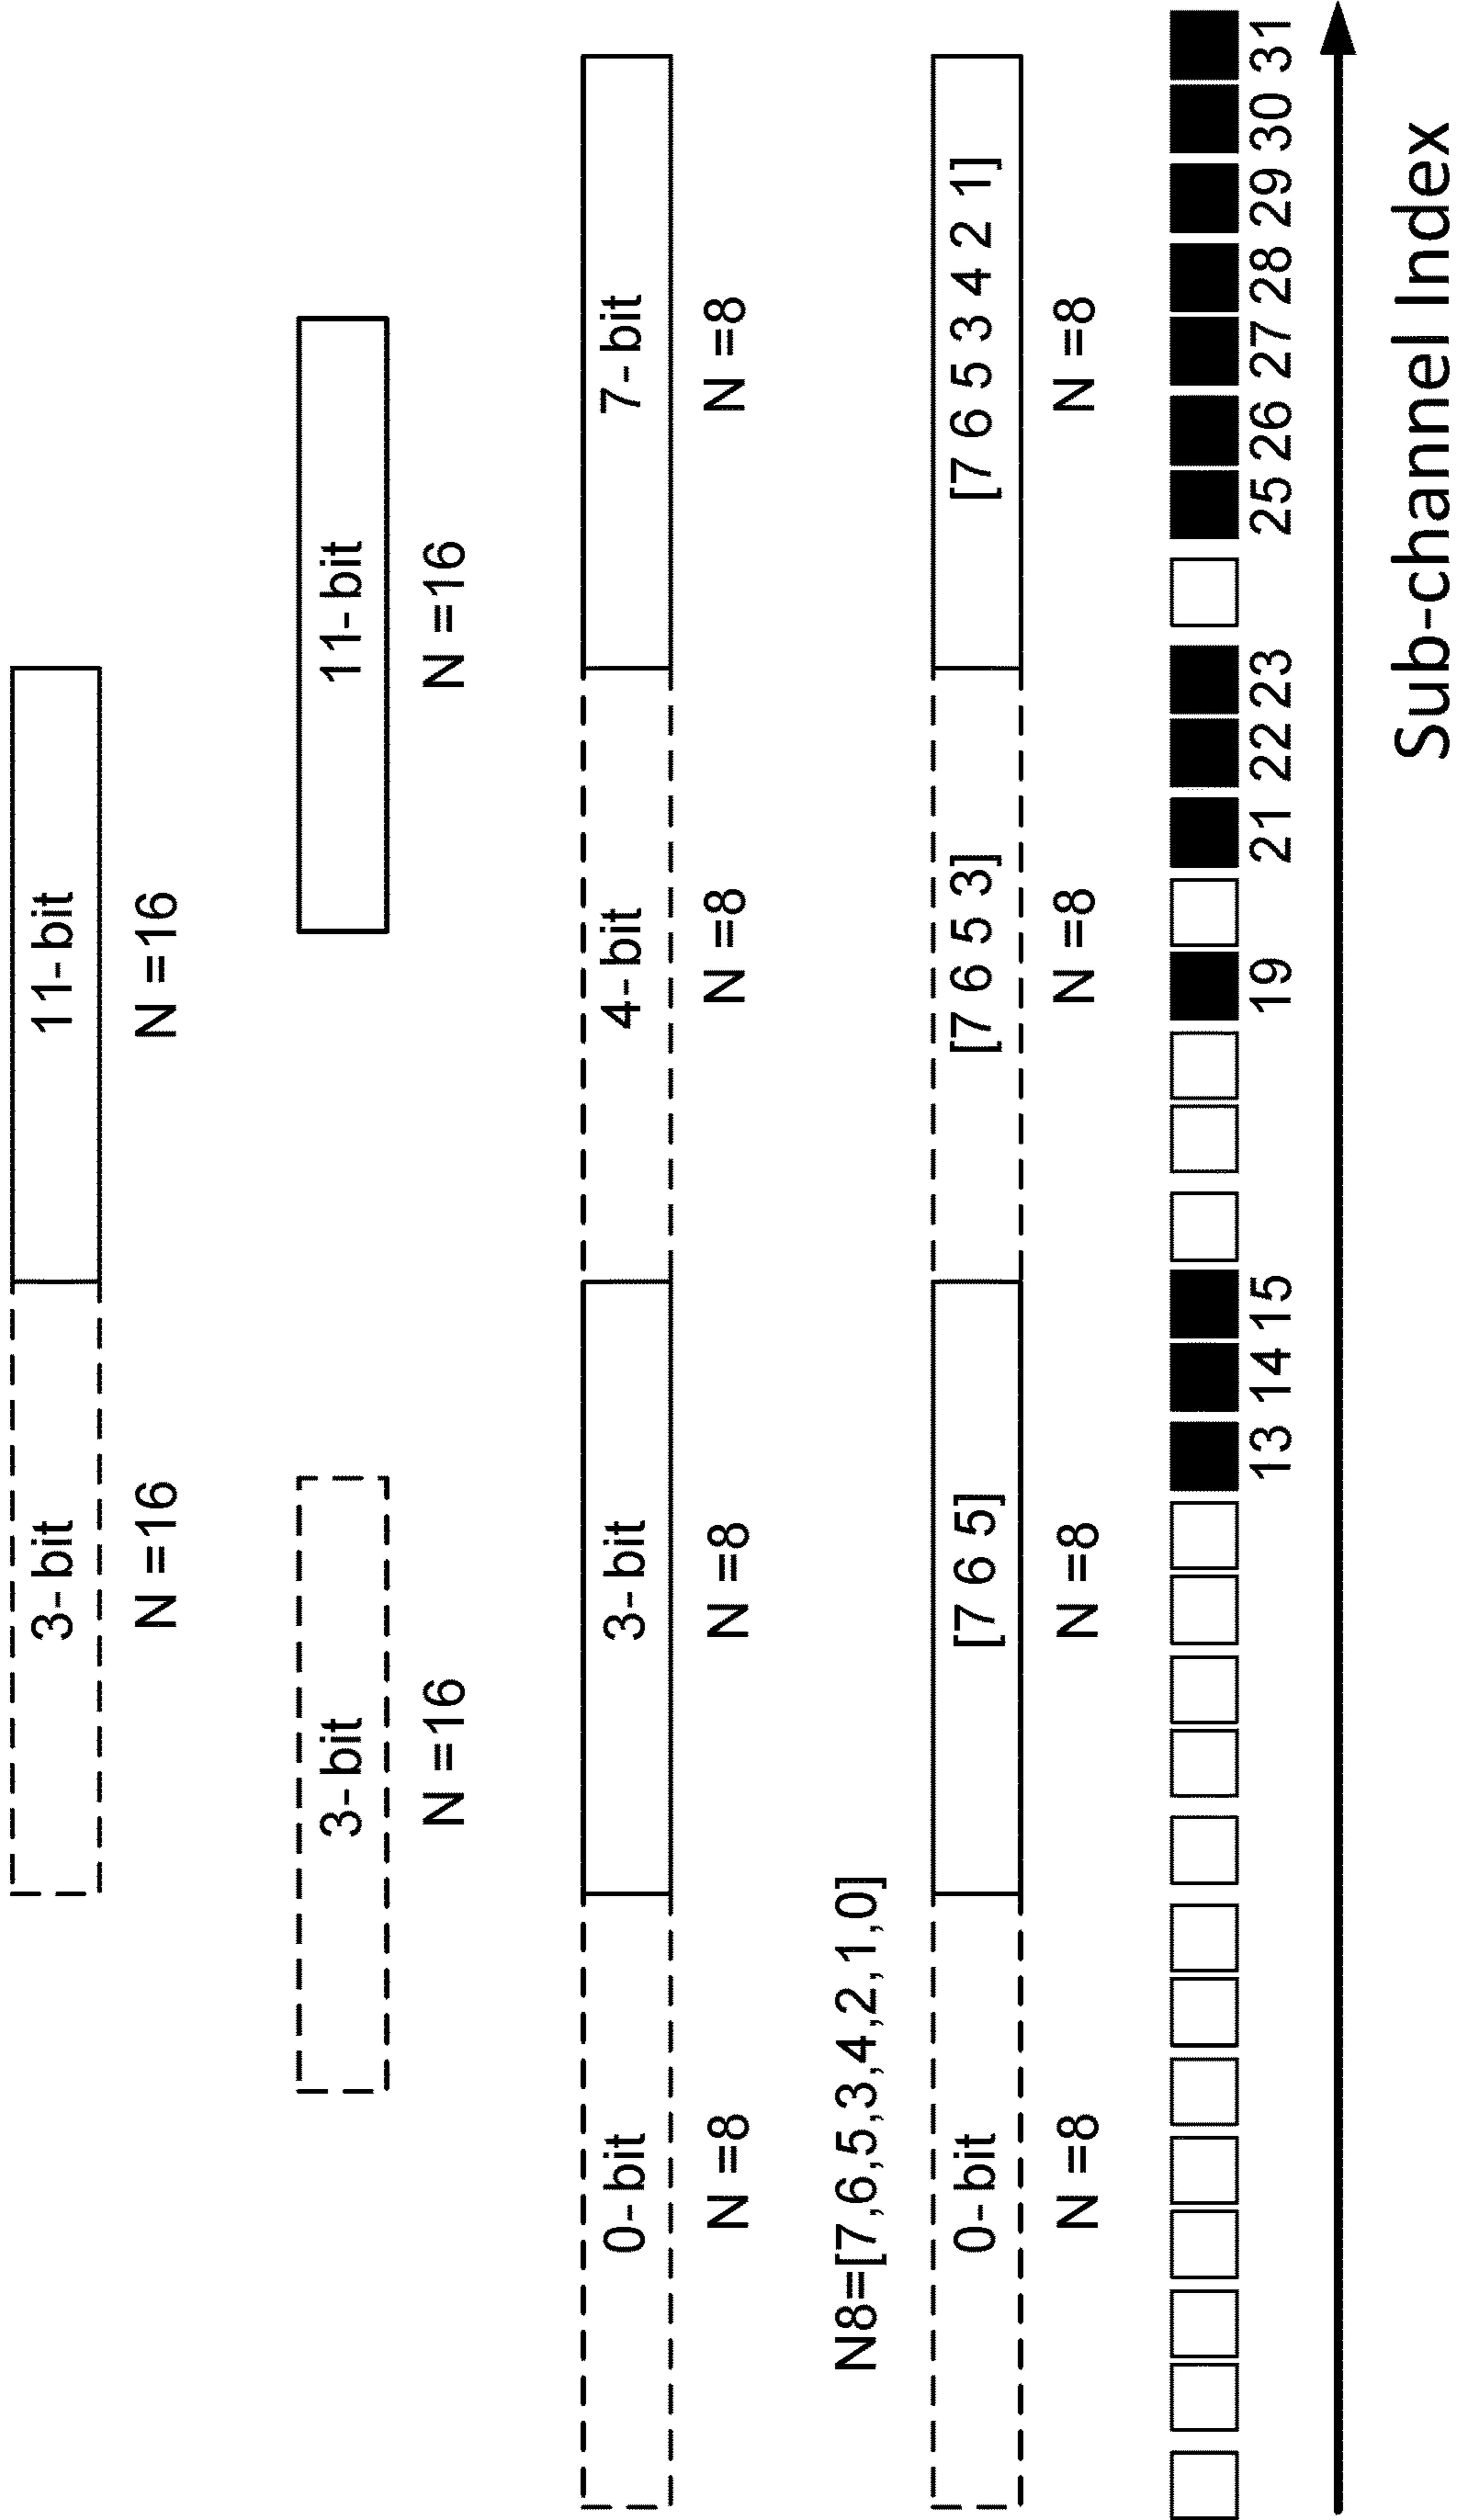 3- bit 11- bit
N =16 N =16
3- bit 11- bit
N =16 N =16
0- bit 3- bit 4- bit 7- bit
N =8 N =8 N =8 N =8
N8=[7,6,5,3,4,2,1,0]
0- bit [7 6 5] [7 6 5 3] [7 6 5 3 4 2 1]
N =8 N =8 N =8 N =8
13 14 15 19 21 22 23 25 26 27 28 29 30 31
Sub-channel Index